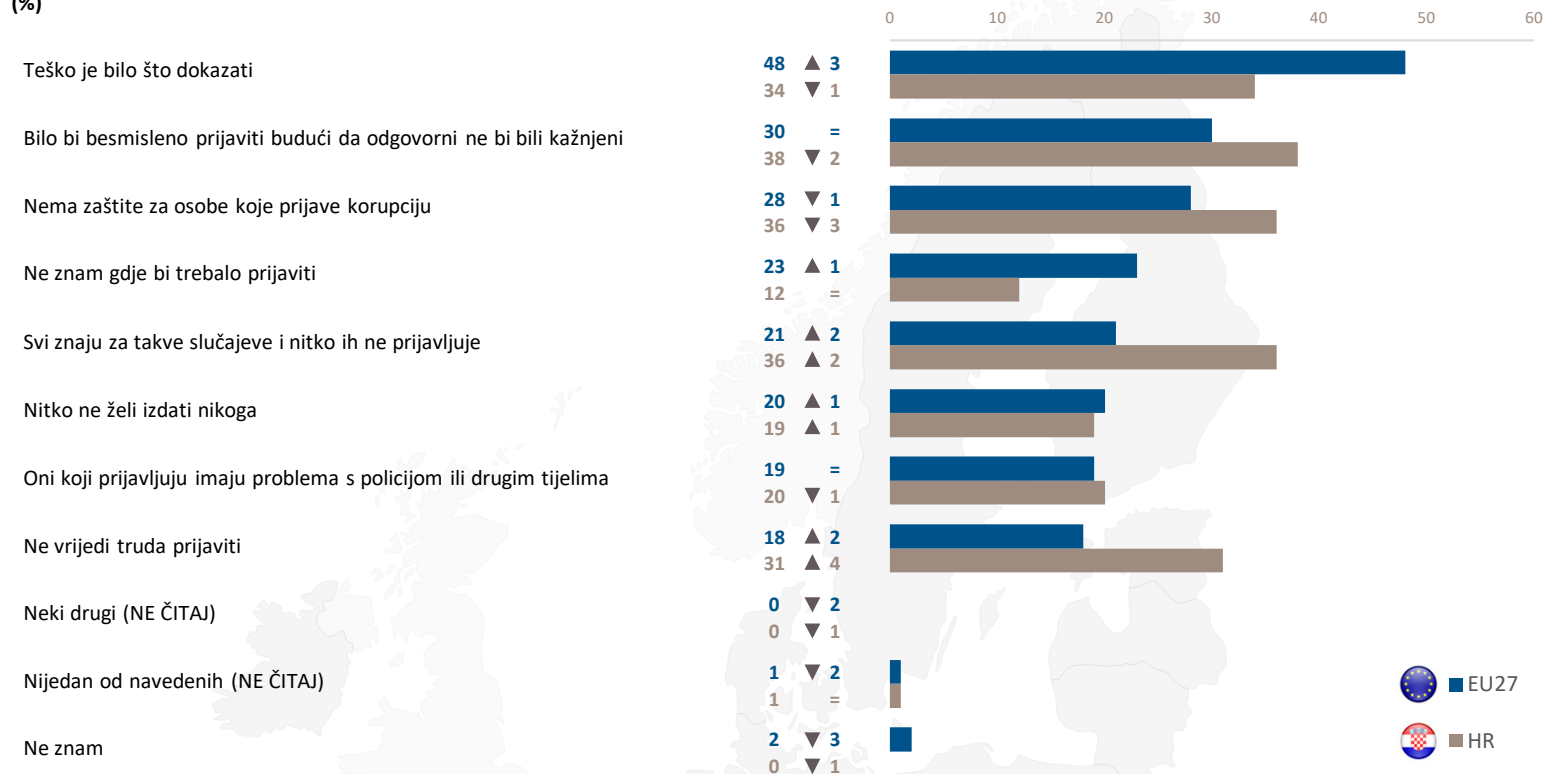 (%)
0 10 20 30 40 50 60
Teško je bilo što dokazati
48 ▲ 3
34 ▼ 1
Bilo bi besmisleno prijaviti budući da odgovorni ne bi bili kažnjeni
30 =
38 ▼ 2
Nema zaštite za osobe koje prijave korupciju
28 ▼ 1
36 ▼ 3
Ne znam gdje bi trebalo prijaviti
23 ▲ 1
12 =
Svi znaju za takve slučajeve i nitko ih ne prijavljuje
21 ▲ 2
36 ▲ 2
Nitko ne želi izdati nikoga
20 ▲ 1
19 ▲ 1
Oni koji prijavljuju imaju problema s policijom ili drugim tijelima
19 =
20 ▼ 1
Ne vrijedi truda prijaviti
18 ▲ 2
31 ▲ 4
Neki drugi (NE ČITAJ)
0 ▼ 2
0 ▼ 1
Nijedan od navedenih (NE ČITAJ)
1 ▼ 2
1 =
Ne znam
2 ▼ 3
0 ▼ 1
EU27
HR